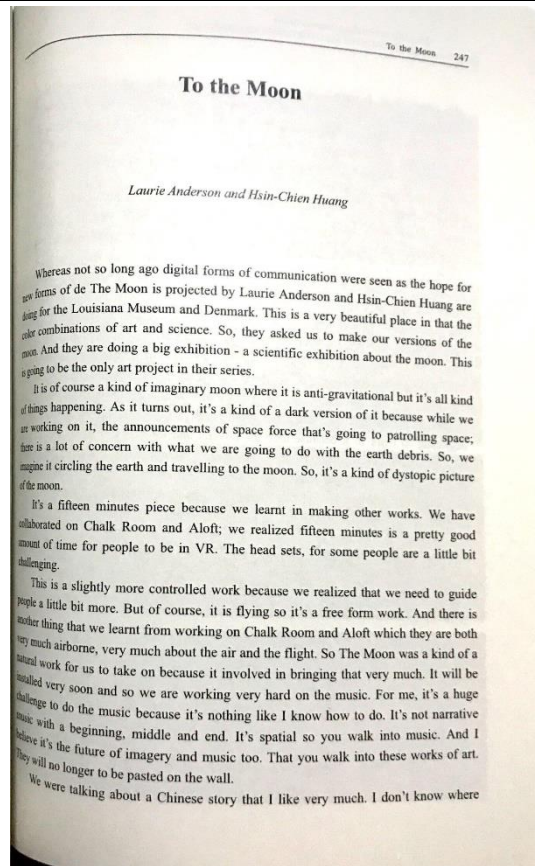 To the Moon 247
To the Moon
Laurie Anderson and Hsin-Chien Huang
Whereas not so long ago digital forms of communication were seen as the hope for
new forms of de The Moon is projected by Laurie Anderson and Hsin-Chien Huang are
doing for the Louisiana Museum and Denmark. This is a very beautiful place in that the
color combinations of art and science. So, they asked us to make our versions of the
moon. And they are doing a big exhibition - a scientific exhibition about the moon. This
is going to be the only art project in their series.
It is of course a kind of imaginary moon where it is anti-gravitational but it's all kind
of things happening. As it turns out, it's a kind of a dark version of it because while we
are working on it, the announcements of space force that's going to patrolling space;
there is a lot of concern with what we are going to do with the earth debris. So, we
imagine it circling the earth and travelling to the moon. So, it's a kind of dystopic picture
of the moon.
It's a fifteen minutes piece because we learnt in making other works. We have
collaborated on Chalk Room and Aloft; we realized fifteen minutes is a pretty good
amount of time for people to be in VR. The head sets, for some people are a little bit
challenging.
This is a slightly more controlled work because we realized that we need to guide
people a little bit more. But of course, it is flying so it's a free form work. And there is
another thing that we learnt from working on Chalk Room and Aloft which they are both
very much airborne, very much about the air and the flight. So The Moon was a kind of a
natural work for us to take on because it involved in bringing that very much. It will be
installed very soon and so we are working very hard on the music. For me, it's a huge
challenge to do the music because it's nothing like I know how to do. It's not narrative
music with a beginning, middle and end. It's spatial so you walk into music. And I
believe it's the future of imagery and music too. That you walk into these works of art.
They will no longer to be pasted on the wall.
We were talking about a Chinese story that I like very much. I don't know where